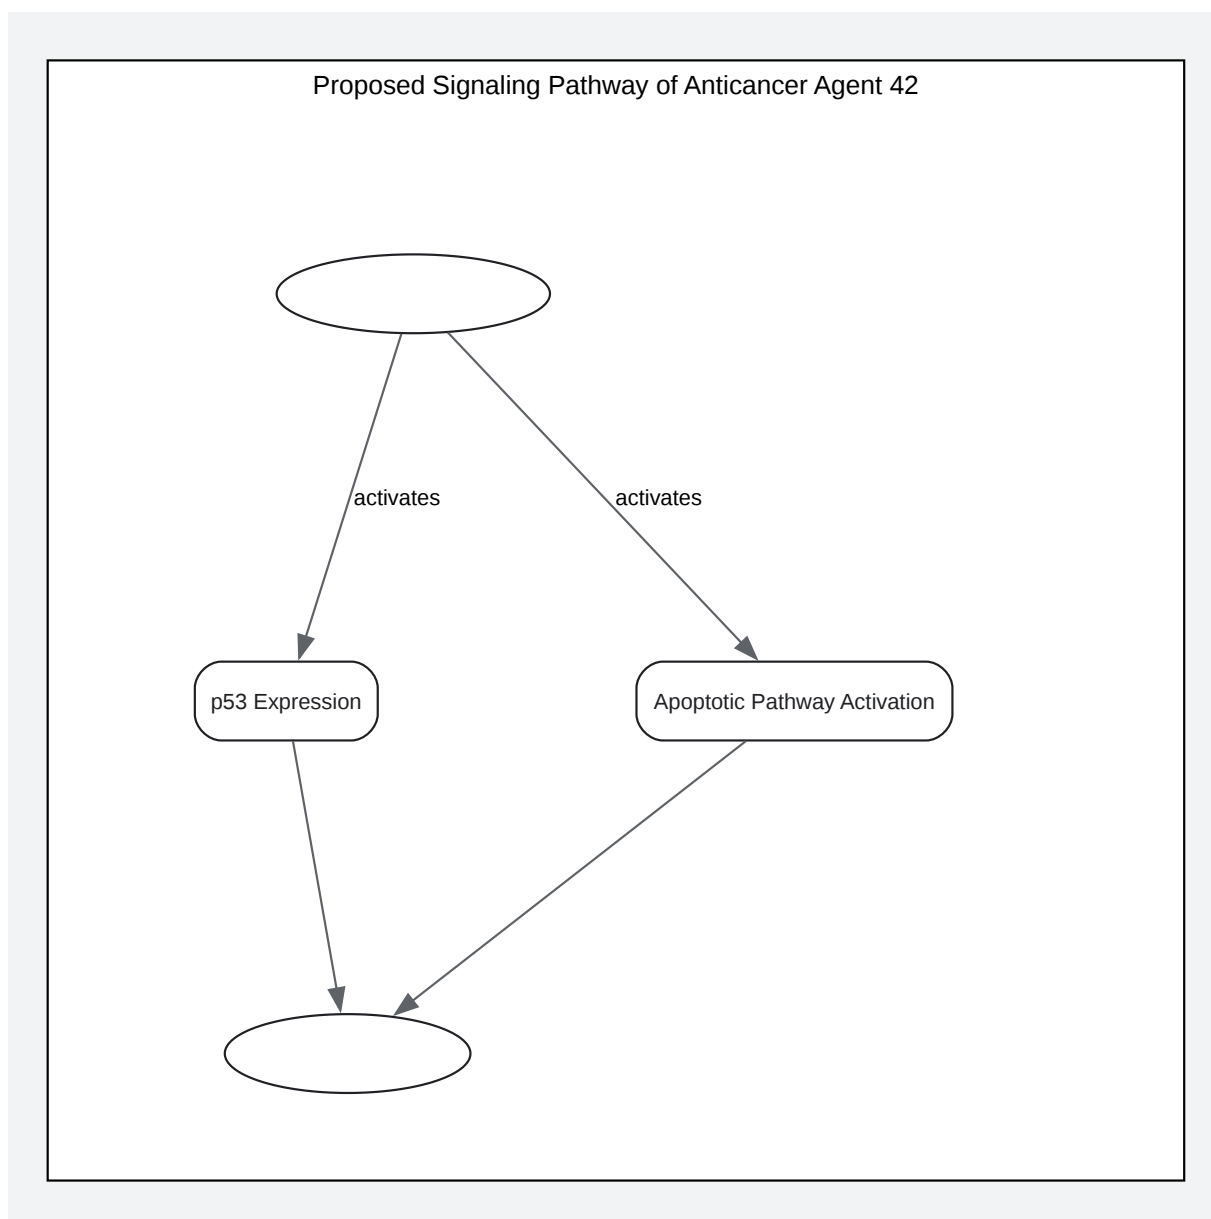 Proposed Signaling Pathway of Anticancer Agent 42
activates
activates
p53 Expression
Apoptotic Pathway Activation